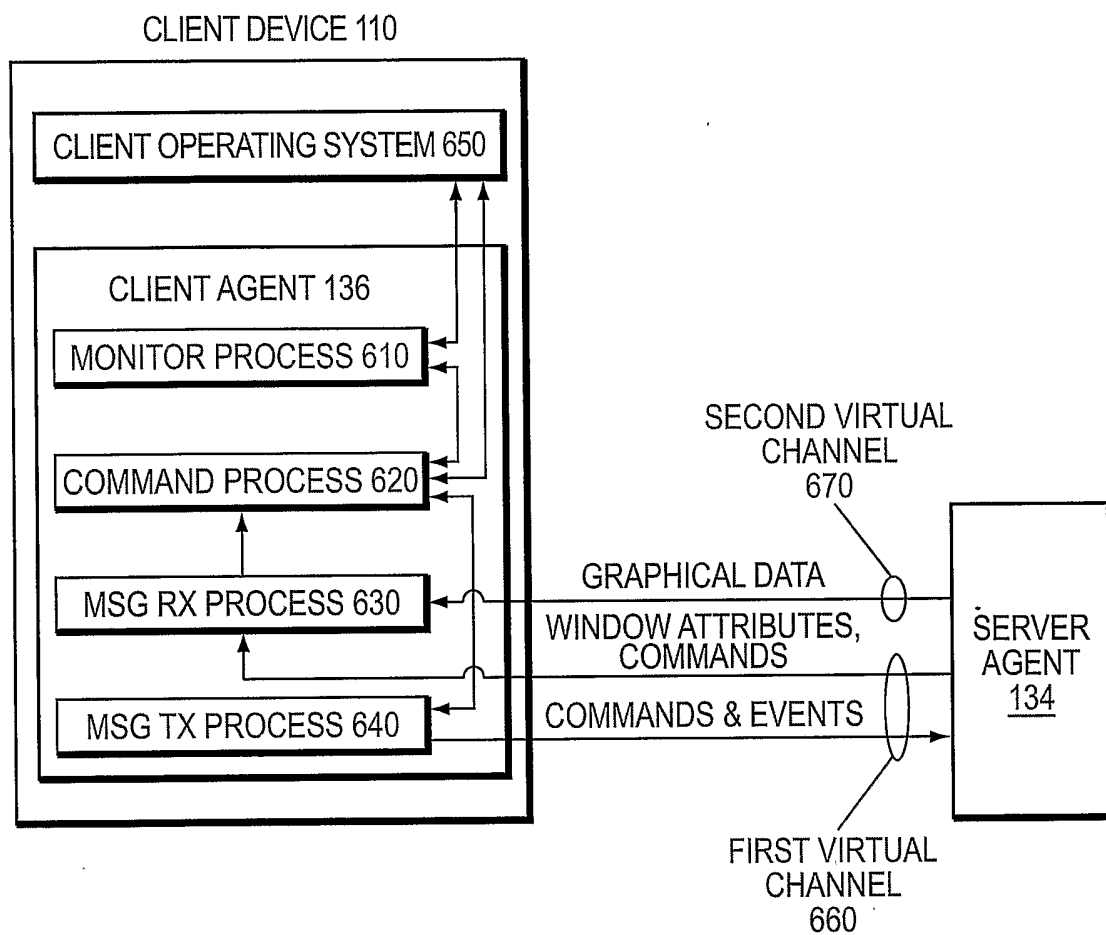 CLIENT DEVICE 110
CLIENT OPERATING SYSTEM 650
CLIENT AGENT 136
MONITOR PROCESS 610
COMMAND PROCESS 620
MSG RX PROCESS 630
MSG TX PROCESS 640
SECOND VIRTUAL
CHANNEL
670
GRAPHICAL DATA
WINDOW ATTRIBUTES,
COMMANDS
COMMANDS & EVENTS
SERVER
AGENT
134
FIRST VIRTUAL
CHANNEL
660